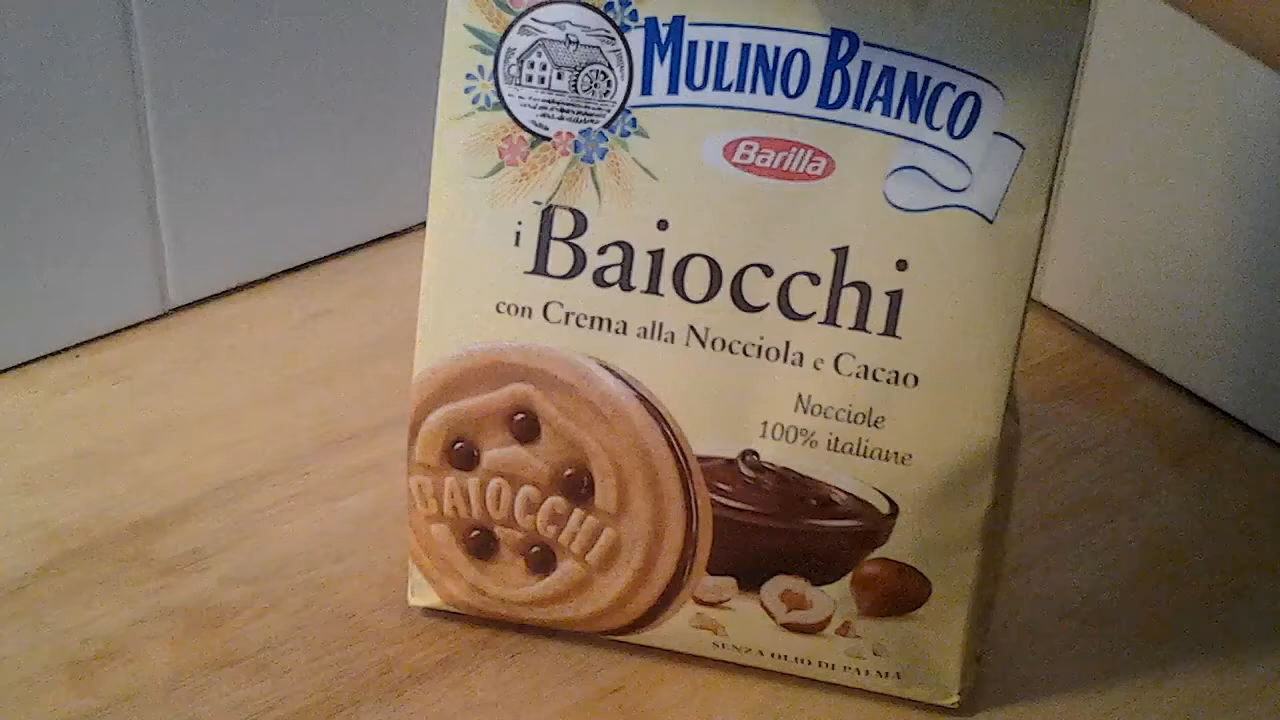 MULINO BIANCO
Barilla
i Baiocchi
con Crema alla Nocciola e Cacao
Nocciole
100% italiane
BAIOCCHI
SENZA OLIO DI PALMA